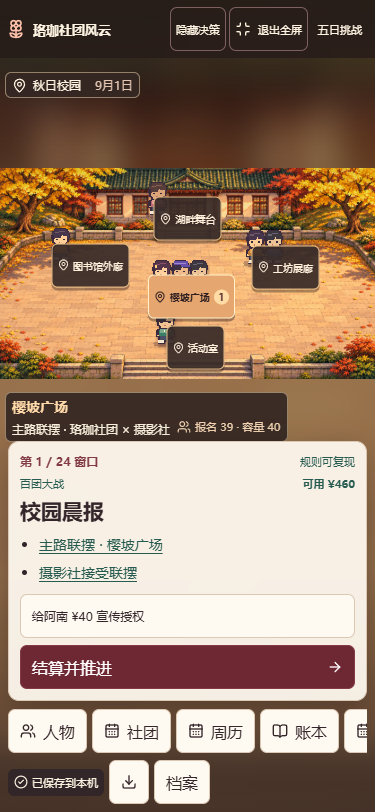 珞珈社团风云
隐藏决策
退出全屏
五日挑战
秋日校园 9月1日
湖畔舞台
图书馆外廊
工坊展廊
樱坡广场 1
活动室
樱坡广场
主路联摆 · 珞珈社团 × 摄影社 报名 39 · 容量 40
第 1 / 24 窗口 规则可复现
百团大战 可用 ¥460
校园晨报
主路联摆 · 樱坡广场
摄影社接受联摆
给阿南 ¥40 宣传授权
结算并推进
人物
社团
周历
账本
已保存到本机
档案